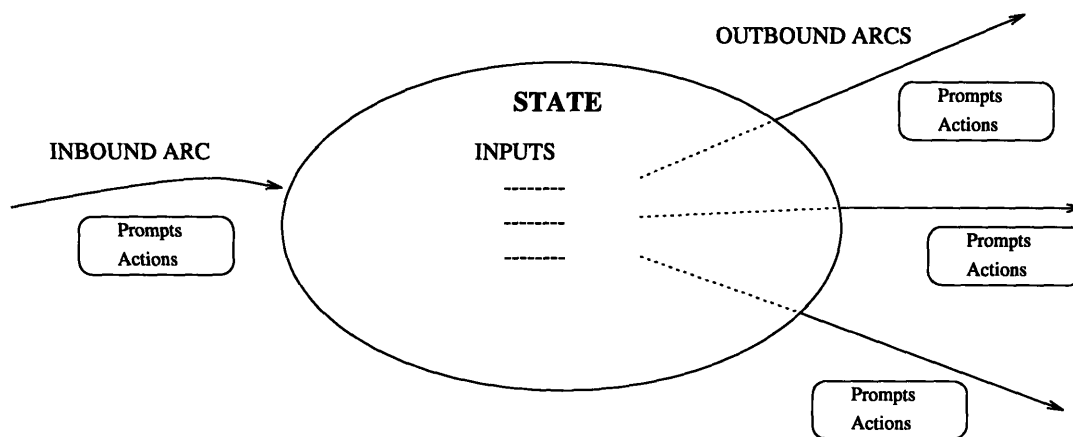 OUTBOUND ARCS
STATE
Prompts
Actions
INBOUND ARC
INPUTS
Prompts
Actions
Prompts
Actions
Prompts
Actions